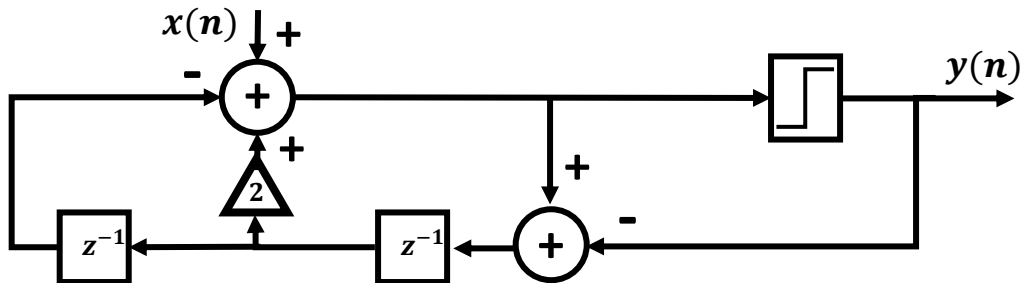 x(n) +
y(n)
-
+
+
2
+
-
z⁻¹
z⁻¹
+